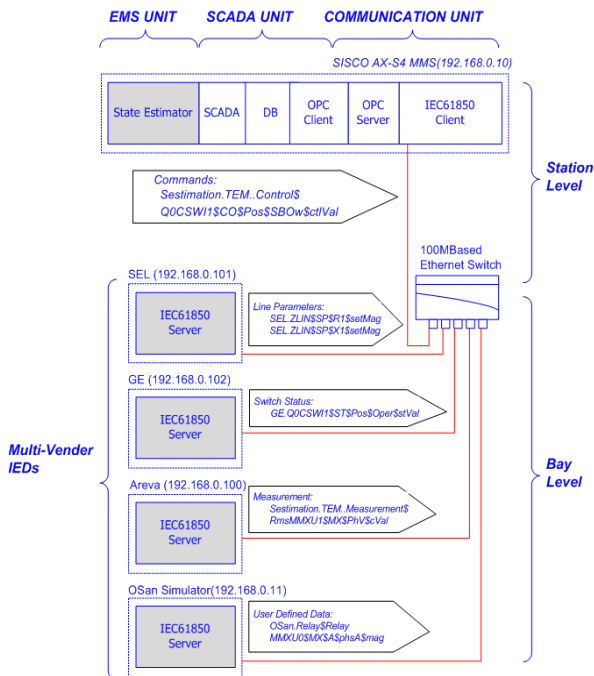 EMS UNIT
SCADA UNIT
COMMUNICATION UNIT
SISCO AX-S4 MMS(192.168.0.10)
State Estimator
SCADA
DB
OPC
Client
OPC
Server
IEC61850
Client
Station
Level
Commands:
Sestimation.TEM..Control$
Q0CSWI1$CO$Pos$SBOw$ctlVal
100MBased
Ethernet Switch
SEL (192.168.0.101)
IEC61850
Server
Line Parameters:
SEL.ZLIN$SP$R1$setMag
SEL.ZLIN$SP$X1$setMag
GE (192.168.0.102)
IEC61850
Server
Switch Status:
GE.Q0CSWI1$ST$Pos$Oper$stVal
Multi-Vender
IEDs
Bay
Level
Areva (192.168.0.100)
IEC61850
Server
Measurement:
Sestimation.TEM..Measurement$
RmsMMXU1$MX$PhV$cVal
OSan Simulator(192.168.0.11)
IEC61850
Server
User Defined Data:
OSan.Relay$Relay
MMXU0$MX$A$phsA$mag